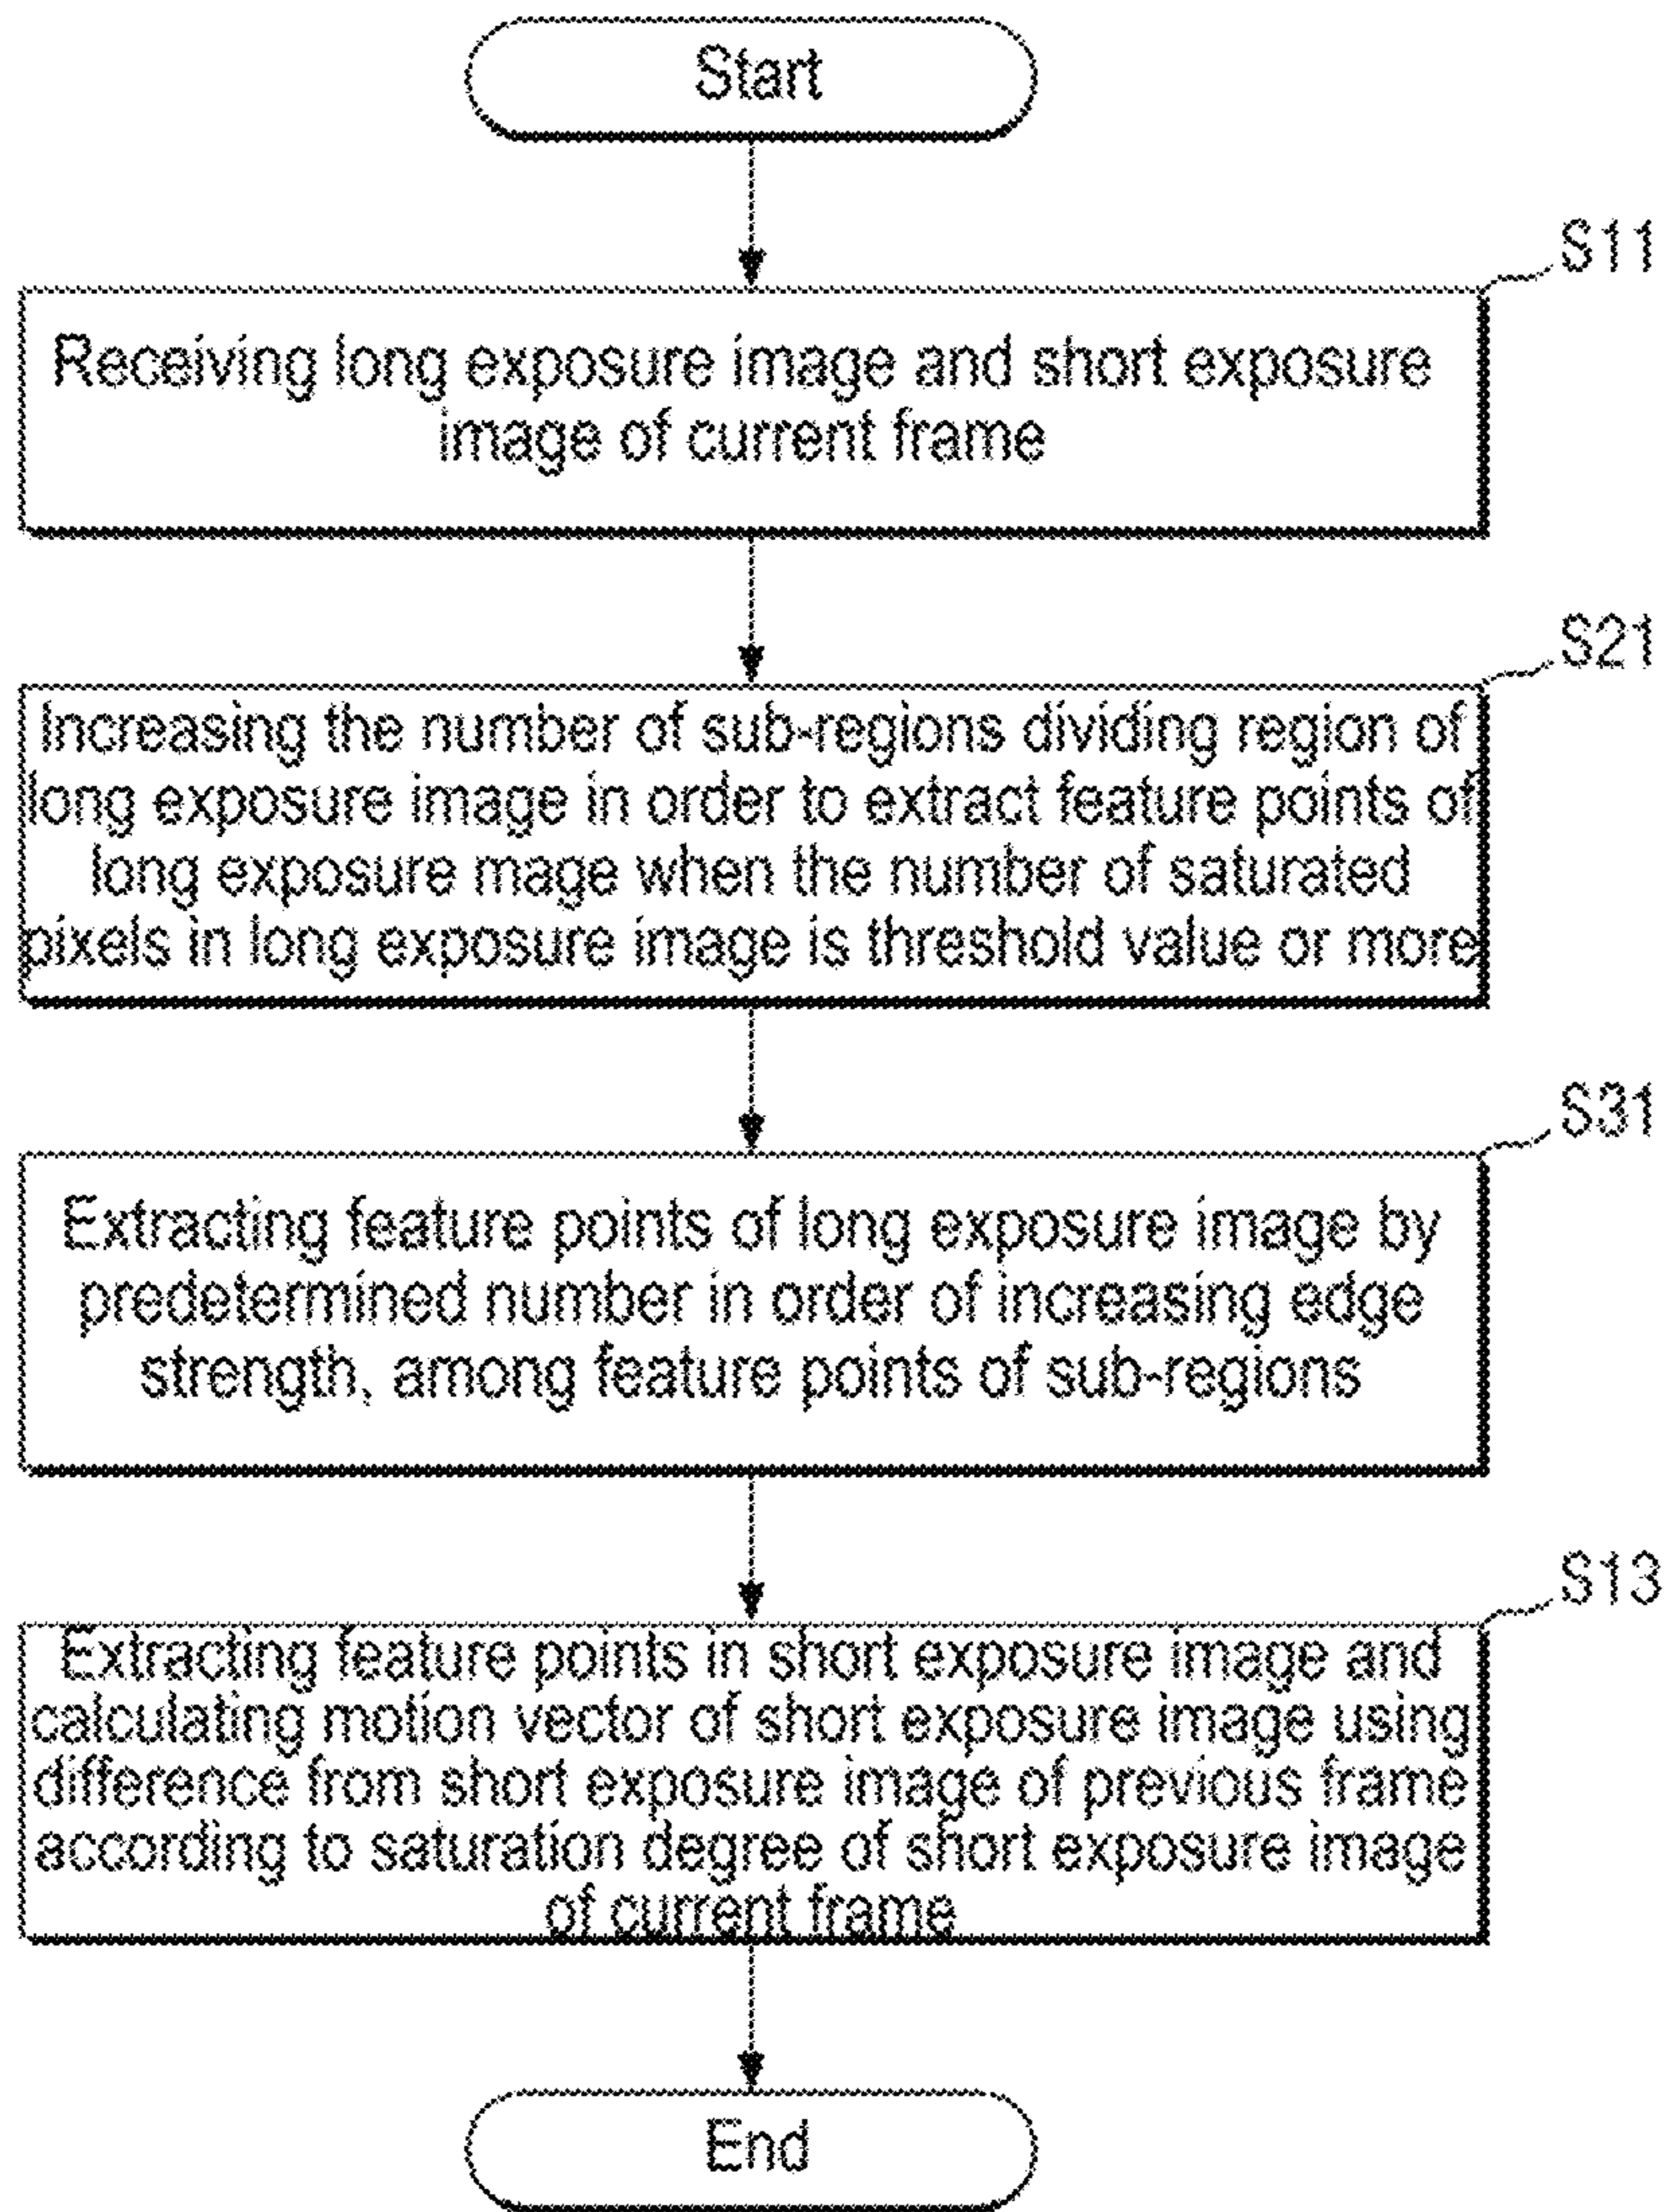 Start
S11
Receiving long exposure image and short exposure
image of current frame
S21
Increasing the number of sub-regions dividing region of
long exposure image in order to extract feature points of
long exposure mage when the number of saturated
pixels in long exposure image is threshold value or more
S31
Extracting feature points of long exposure image by
predetermined number in order of increasing edge
strength, among feature points of sub-regions
S13
Extracting feature points in short exposure image and
calculating motion vector of short exposure image using
difference from short exposure image of previous frame
according to saturation degree of short exposure image
of current frame
End